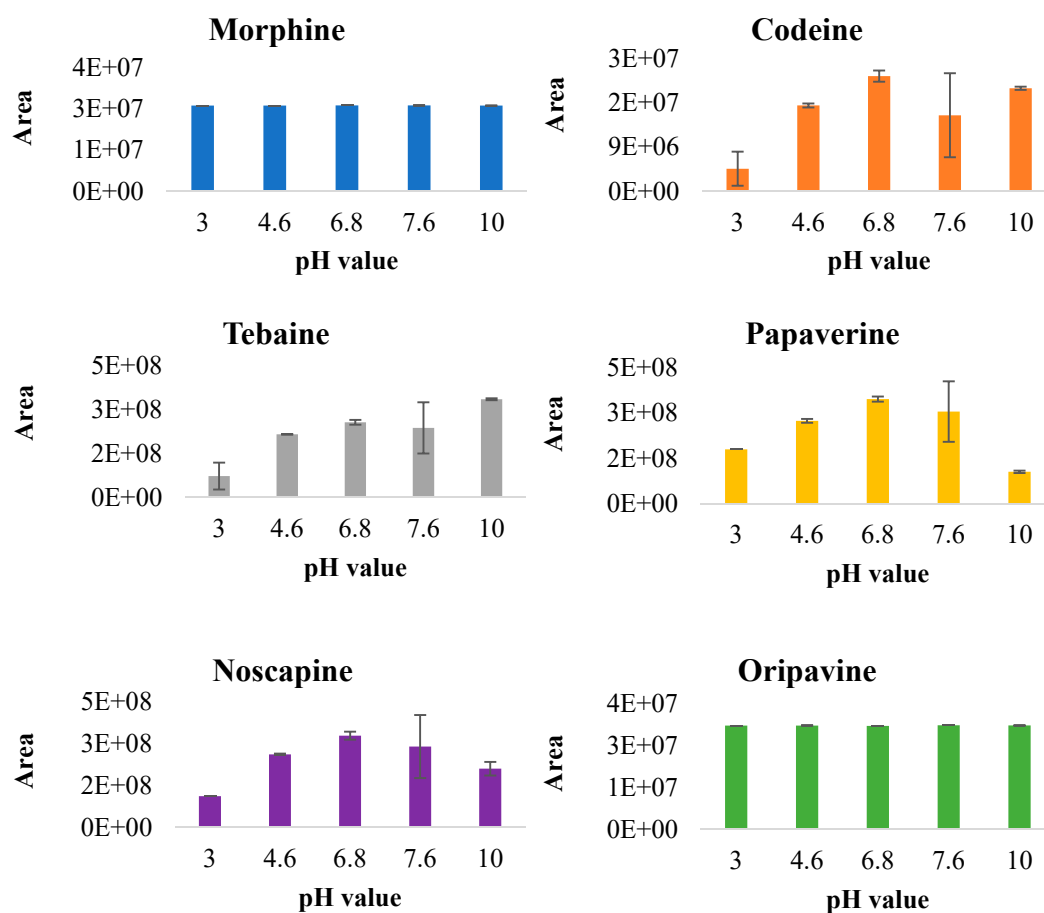 Morphine
Area
4E+07
3E+07
1E+07
0E+00
3 4.6 6.8 7.6 10
pH value
Codeine
Area
3E+07
2E+07
9E+06
0E+00
3 4.6 6.8 7.6 10
pH value
Tebaine
Area
5E+08
3E+08
2E+08
0E+00
3 4.6 6.8 7.6 10
pH value
Papaverine
Area
5E+08
3E+08
2E+08
0E+00
3 4.6 6.8 7.6 10
pH value
Noscapine
Area
5E+08
3E+08
2E+08
0E+00
3 4.6 6.8 7.6 10
pH value
Oripavine
Area
4E+07
3E+07
1E+07
0E+00
3 4.6 6.8 7.6 10
pH value